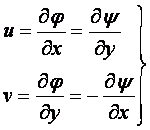 u = ∂φ/∂x = ∂ψ/∂y
v = ∂φ/∂y = −∂ψ/∂x